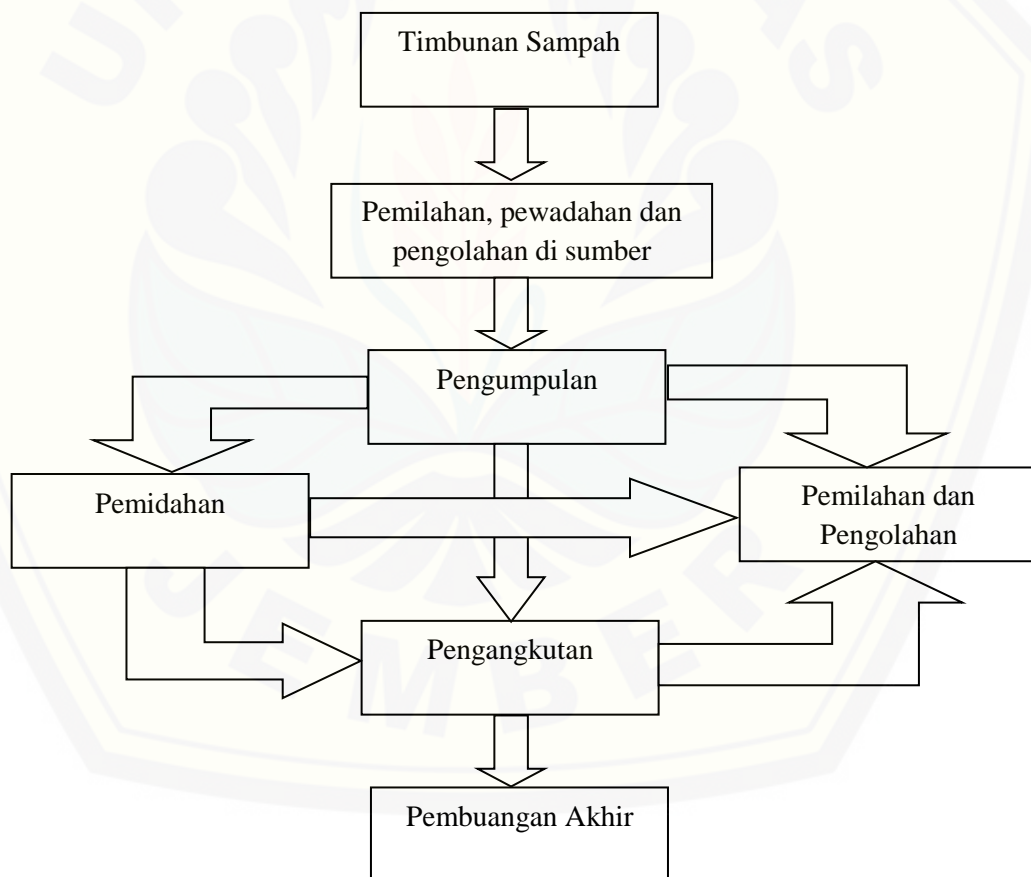 Timbunan Sampah
Pemilahan, pewadahan dan
pengolahan di sumber
Pengumpulan
Pemidahan
Pemilahan dan
Pengolahan
Pengangkutan
Pembuangan Akhir